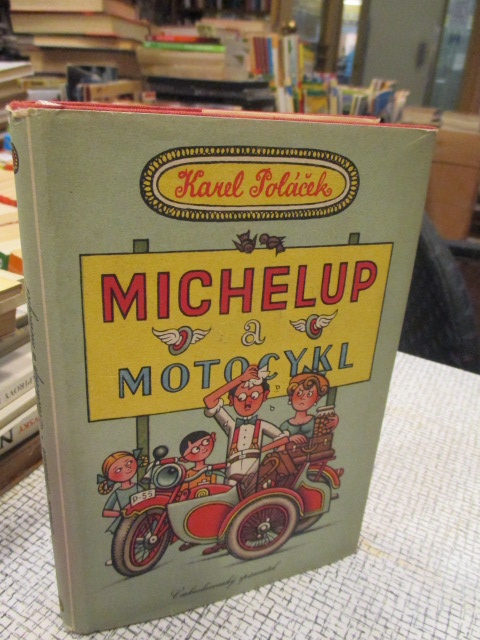 Karel Poláček
MICHELUP
a
MOTOCYKL
P-55
Československý spisovatel